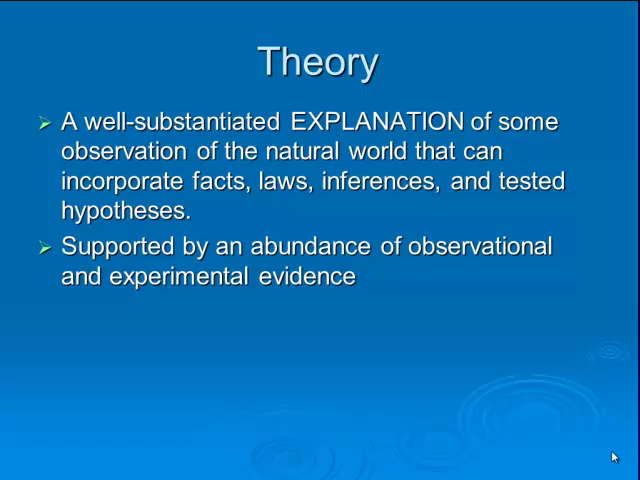 Theory
A well-substantiated EXPLANATION of some
observation of the natural world that can
incorporate facts, laws, inferences, and tested
hypotheses.
Supported by an abundance of observational
and experimental evidence